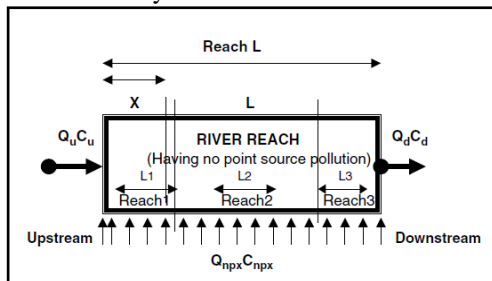 Reach L
X L
QuCu QdCd
RIVER REACH
(Having no point source pollution)
L1 L2 L3
Reach1 Reach2 Reach3
Upstream Downstream
QnpxCnpx